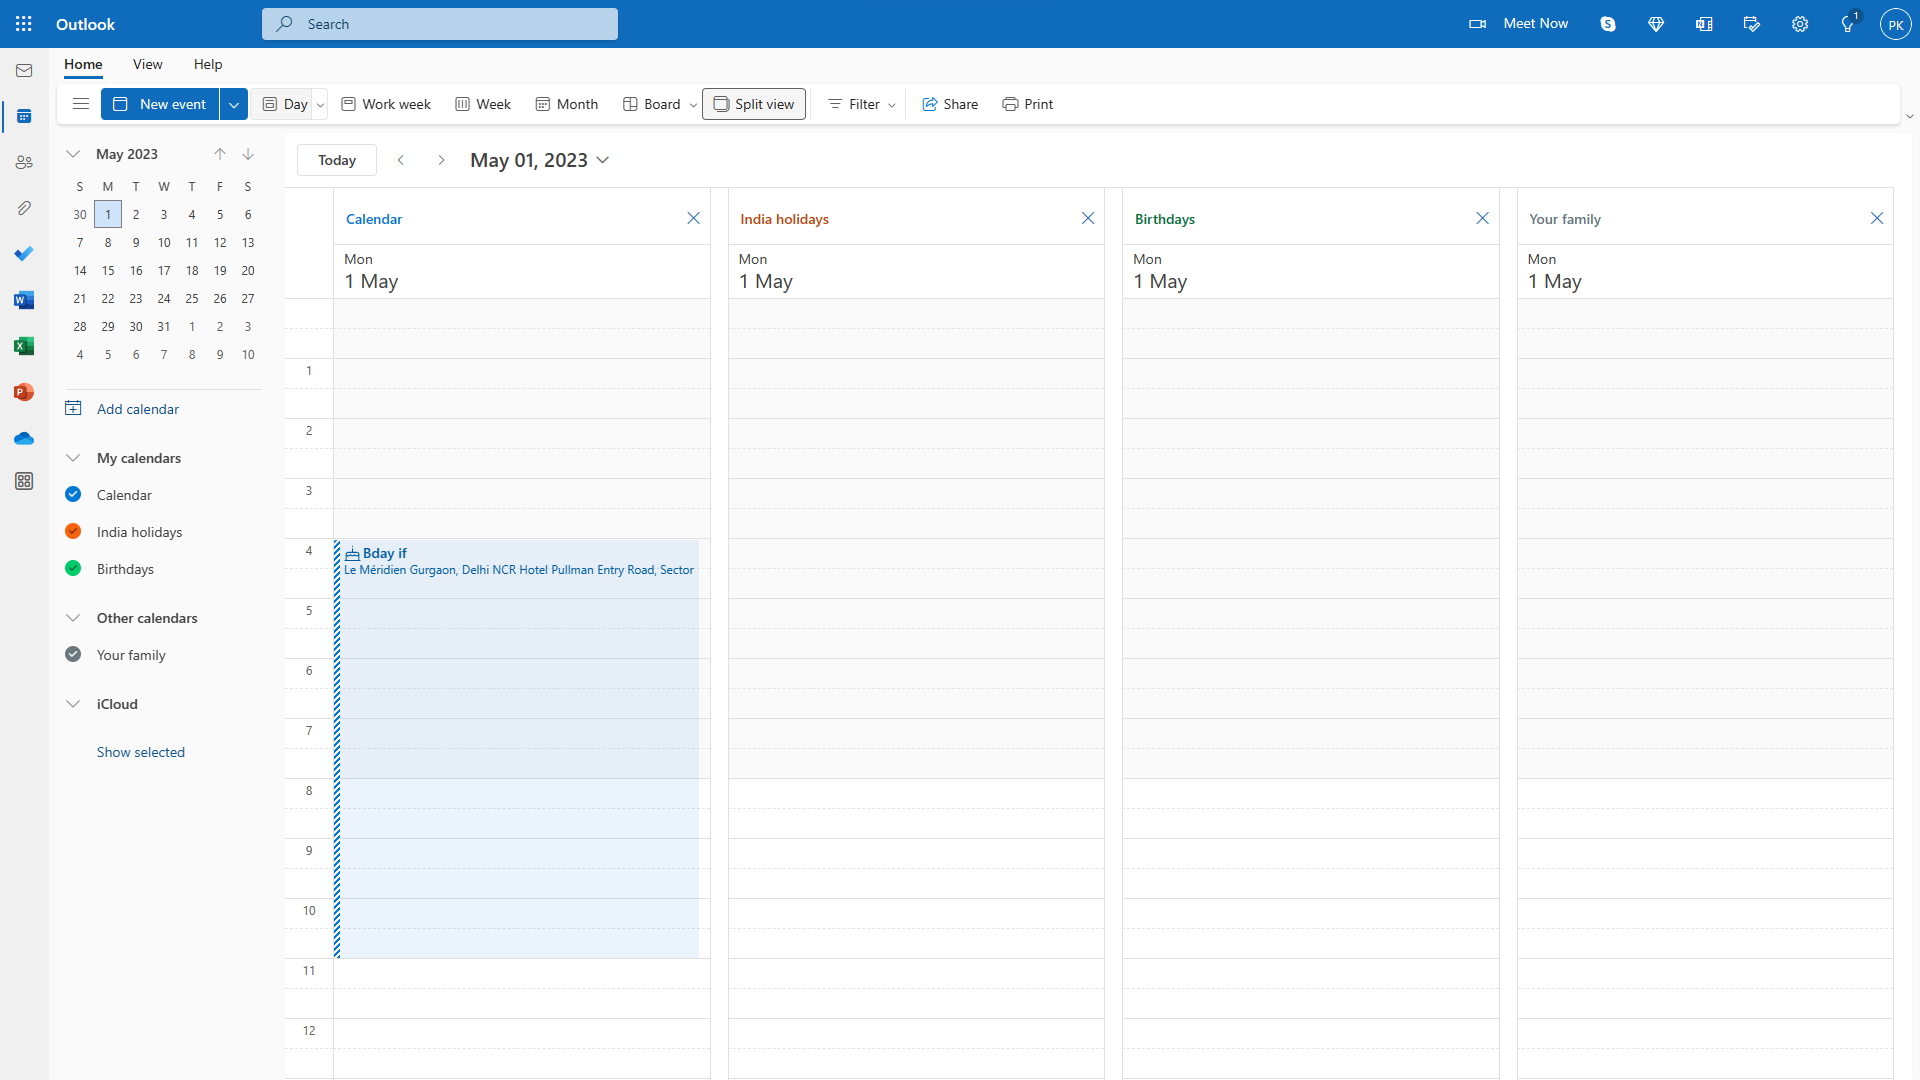 Outlook
Search
Meet Now
1
PK
Home View Help
New event Day Work week Week Month Board Split view Filter Share Print
May 2023
S M T W T F S
30 1 2 3 4 5 6
7 8 9 10 11 12 13
14 15 16 17 18 19 20
21 22 23 24 25 26 27
28 29 30 31 1 2 3
4 5 6 7 8 9 10
Add calendar
My calendars
Calendar
India holidays
Birthdays
Other calendars
Your family
iCloud
Show selected
Today May 01, 2023
Calendar India holidays Birthdays Your family
Mon Mon Mon Mon
1 May 1 May 1 May 1 May
1
2
3
4
Bday if
Le Méridien Gurgaon, Delhi NCR Hotel Pullman Entry Road, Sector
5
6
7
8
9
10
11
12